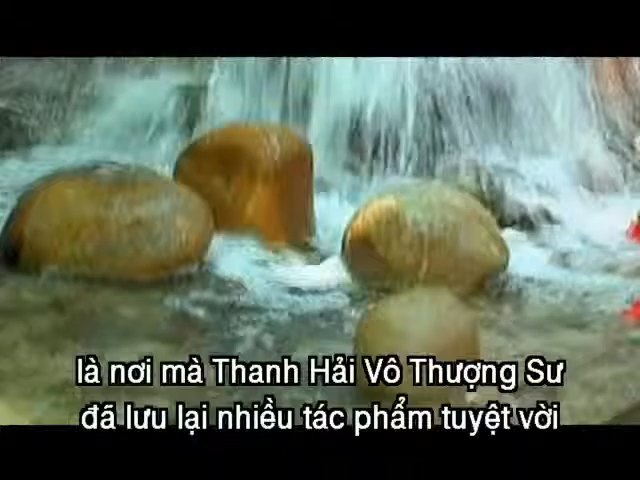 là nơi mà Thanh Hải Vô Thượng Sư
đã lưu lại nhiều tác phẩm tuyệt vời